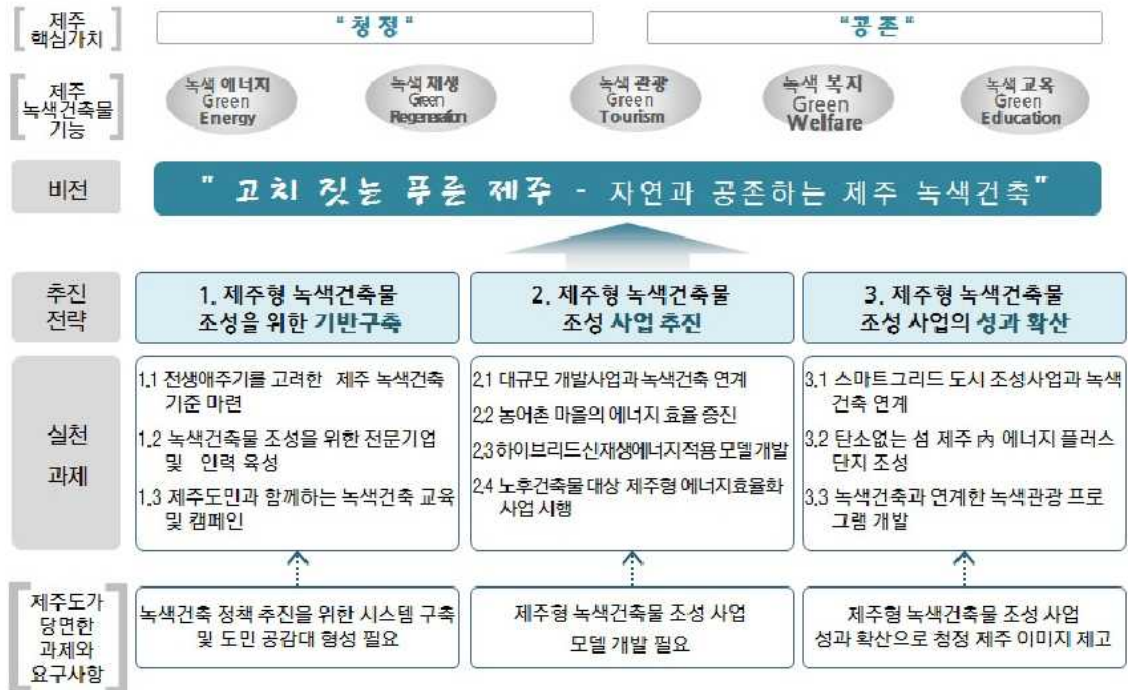 제주
핵심가치
"청정"
"공존"
제주
녹색건축물
기능
녹색 에너지
Green
Energy
녹색 재생
Green
Regeneration
녹색 관광
Green
Tourism
녹색 복지
Green
Welfare
녹색 교육
Green
Education
비전
" 고치 짓는 푸른 제주 - 자연과 공존하는 제주 녹색건축"
추진
전략
1. 제주형 녹색건축물
조성을 위한 기반구축
2. 제주형 녹색건축물
조성 사업 추진
3. 제주형 녹색건축물
조성 사업의 성과 확산
실천
과제
1.1 전생애주기를 고려한 제주 녹색건축
기준 마련
1.2 녹색건축물 조성을 위한 전문기업
및 인력 육성
1.3 제주도민과 함께하는 녹색건축 교육
및 캠페인
2.1 대규모 개발사업과 녹색건축 연계
2.2 농어촌 마을의 에너지 효율 증진
2.3 하이브리드신재생에너지적용 모델 개발
2.4 노후건축물 대상 제주형 에너지효율화
사업 시행
3.1 스마트그리드 도시 조성사업과 녹색
건축 연계
3.2 탄소없는 섬 제주 內 에너지 플러스
단지 조성
3.3 녹색건축과 연계한 녹색관광 프로
그램 개발
제주도가
당면한
과제와
요구사항
녹색건축 정책 추진을 위한 시스템 구축
및 도민 공감대 형성 필요
제주형 녹색건축물 조성 사업
모델 개발 필요
제주형 녹색건축물 조성 사업
성과 확산으로 청정 제주 이미지 제고